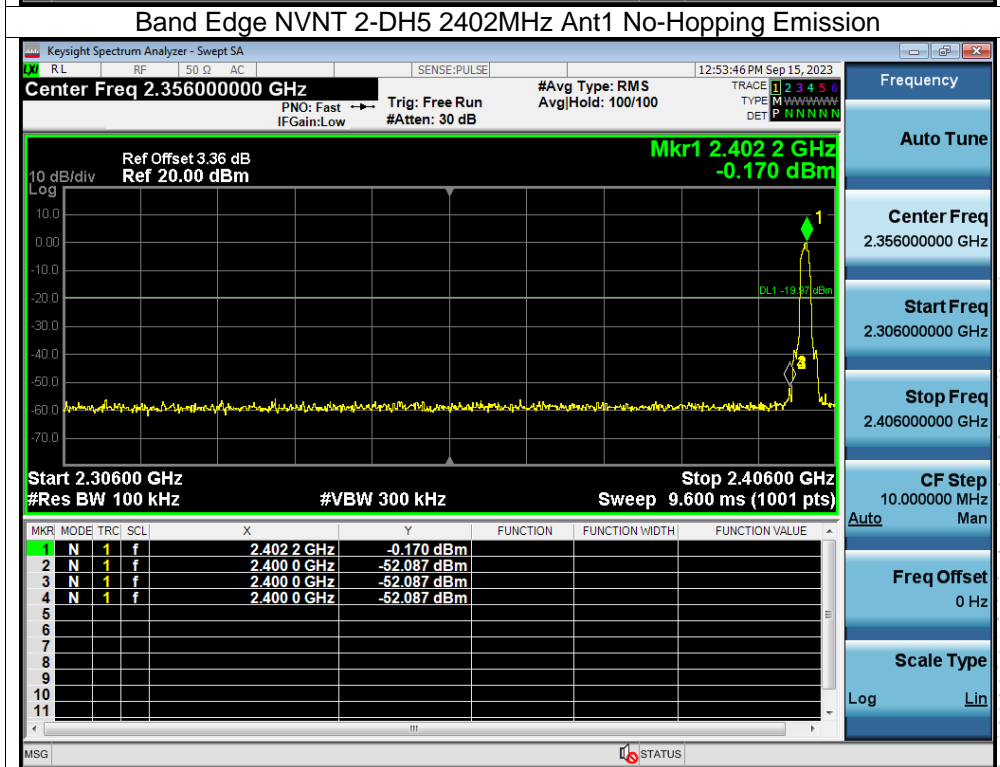 Band Edge NVNT 2-DH5 2402MHz Ant1 No-Hopping Emission
Keysight Spectrum Analyzer - Swept SA
LXI RL RF 50 Ω AC SENSE:PULSE 12:53:46 PM Sep 15, 2023
Center Freq 2.356000000 GHz #Avg Type: RMS TRACE 1 2 3 4 5 6
PNO: Fast Trig: Free Run Avg|Hold: 100/100 TYPE M WWWWW
IFGain:Low #Atten: 30 dB DET P N N N N N
Frequency
Auto Tune
Center Freq
2.356000000 GHz
Start Freq
2.306000000 GHz
Stop Freq
2.406000000 GHz
CF Step
10.000000 MHz
Auto Man
Freq Offset
0 Hz
Scale Type
Log Lin
Ref Offset 3.36 dB Mkr1 2.402 2 GHz
10 dB/div Ref 20.00 dBm -0.170 dBm
Log
10.0
0.00
-10.0
-20.0
-30.0
-40.0
-50.0
-60.0
-70.0
1
DL1 -19.97 dBm
Start 2.30600 GHz Stop 2.40600 GHz
#Res BW 100 kHz #VBW 300 kHz Sweep 9.600 ms (1001 pts)
MKR MODE TRC SCL X Y FUNCTION FUNCTION WIDTH FUNCTION VALUE
1 N 1 f 2.402 2 GHz -0.170 dBm
2 N 1 f 2.400 0 GHz -52.087 dBm
3 N 1 f 2.400 0 GHz -52.087 dBm
4 N 1 f 2.400 0 GHz -52.087 dBm
5
6
7
8
9
10
11
MSG STATUS